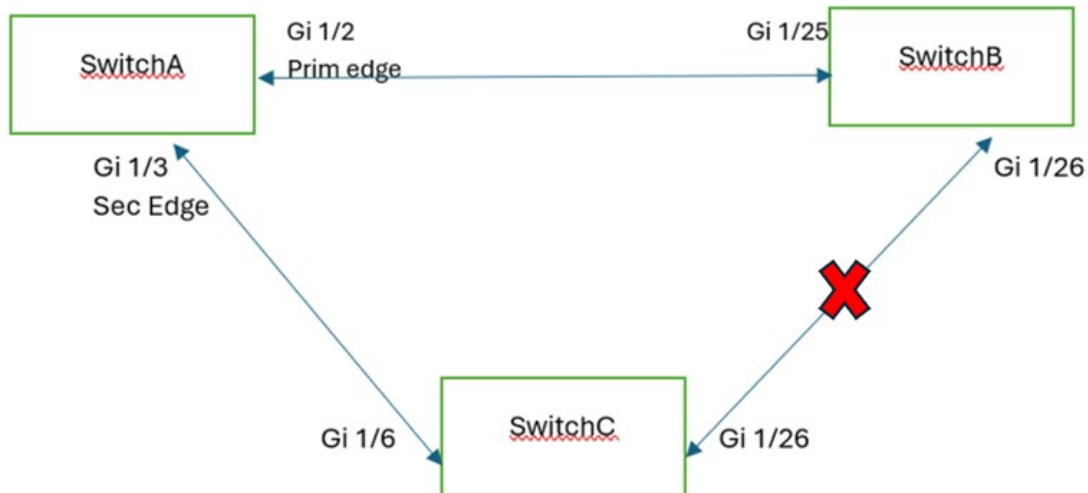 Gi 1/2
Gi 1/25
SwitchA
Prim edge
SwitchB
Gi 1/3
Sec Edge
Gi 1/26
SwitchC
Gi 1/6
Gi 1/26